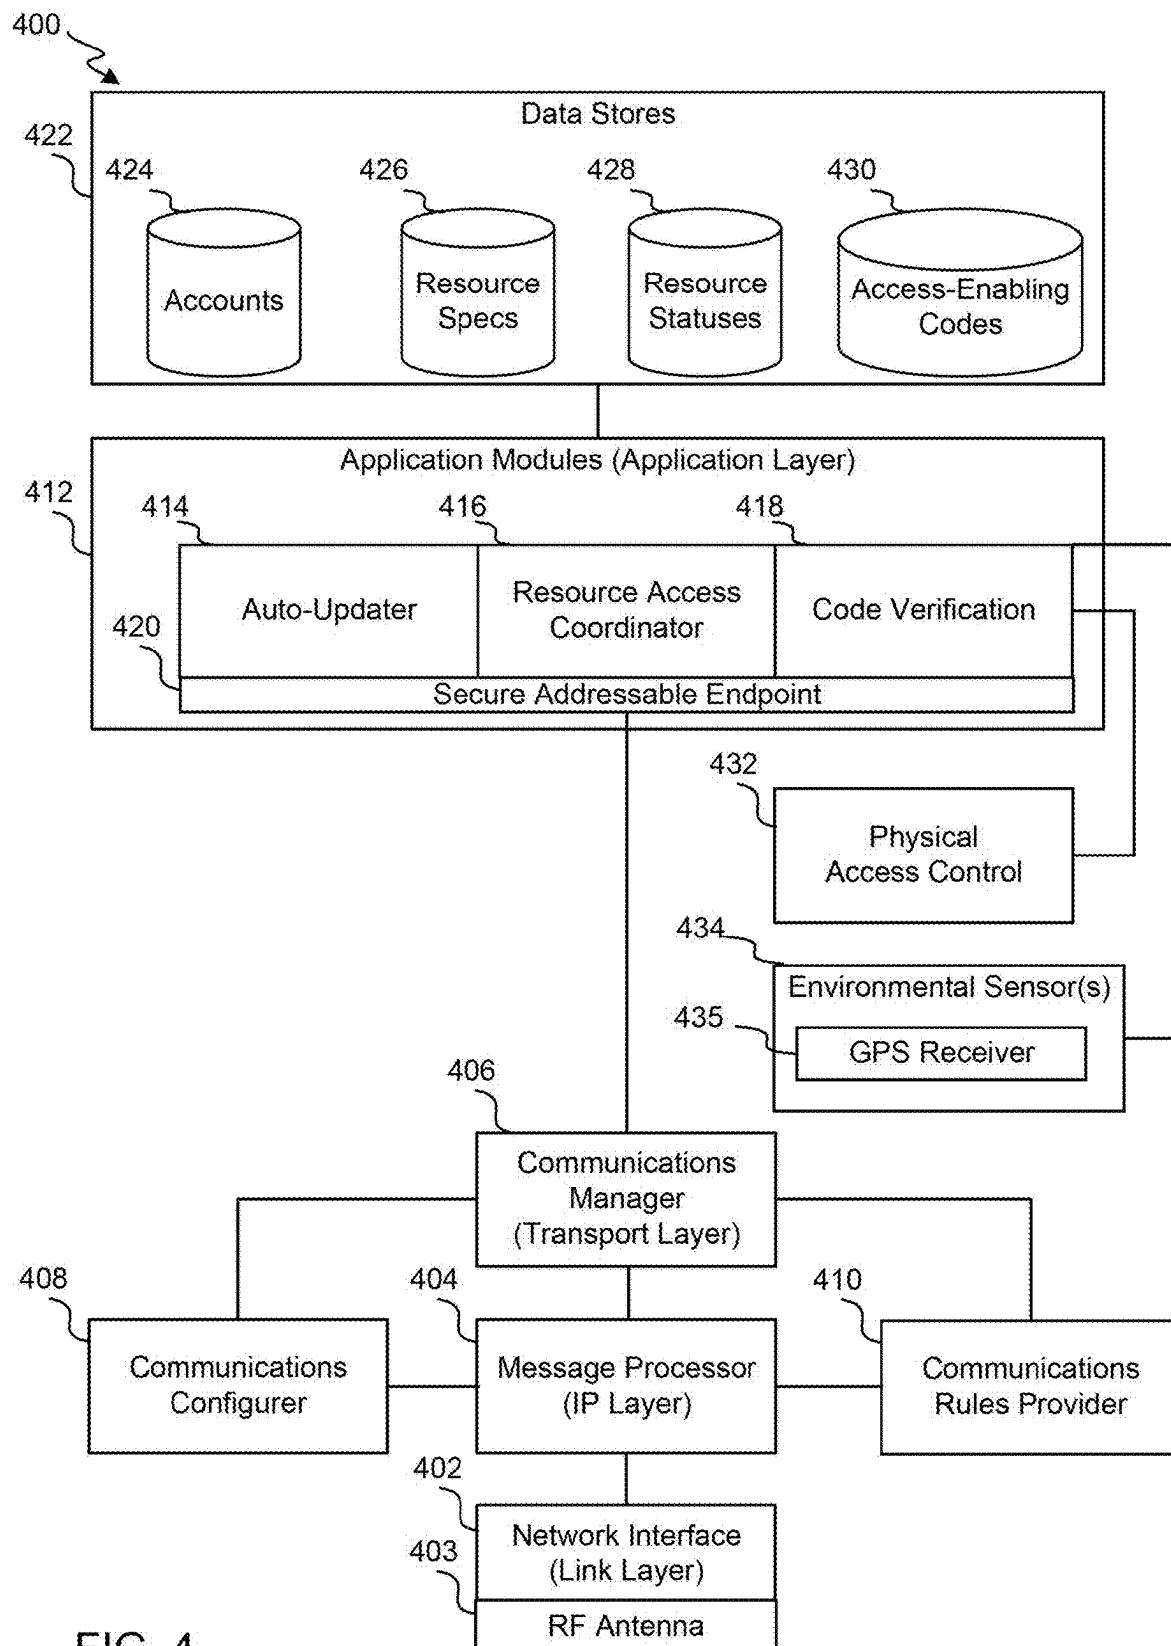 400
Data Stores
422
424
426
428
430
Accounts
Resource
Specs
Resource
Statuses
Access-Enabling
Codes
Application Modules (Application Layer)
412
414
416
418
Auto-Updater
Resource Access
Coordinator
Code Verification
420
Secure Addressable Endpoint
432
Physical
Access Control
434
Environmental Sensor(s)
435
GPS Receiver
406
Communications
Manager
(Transport Layer)
408
404
410
Communications
Configurer
Message Processor
(IP Layer)
Communications
Rules Provider
402
Network Interface
(Link Layer)
403
RF Antenna
FIG. 4